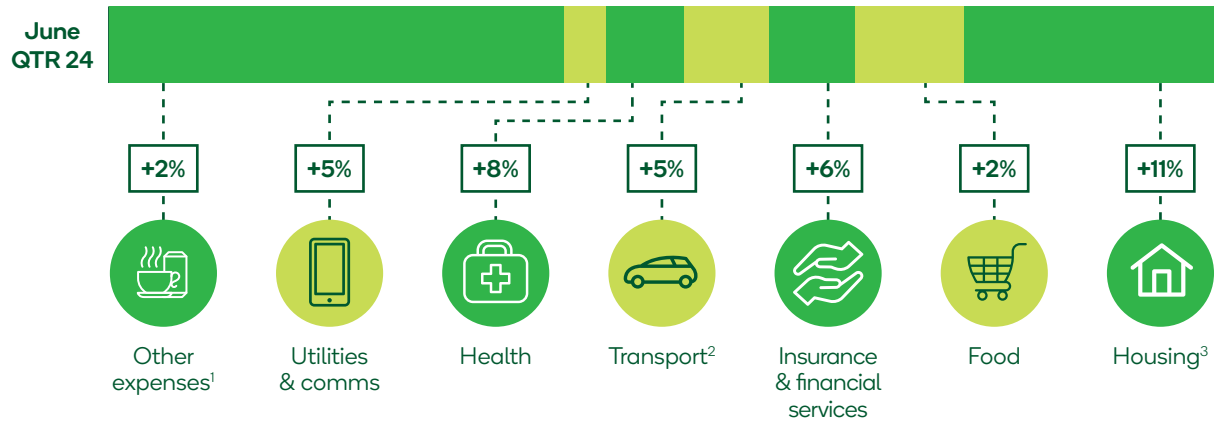 June
QTR 24
+2%
+5%
+8%
+5%
+6%
+2%
+11%
Other
expenses¹
Utilities
& comms
Health
Transport²
Insurance
& financial
services
Food
Housing³